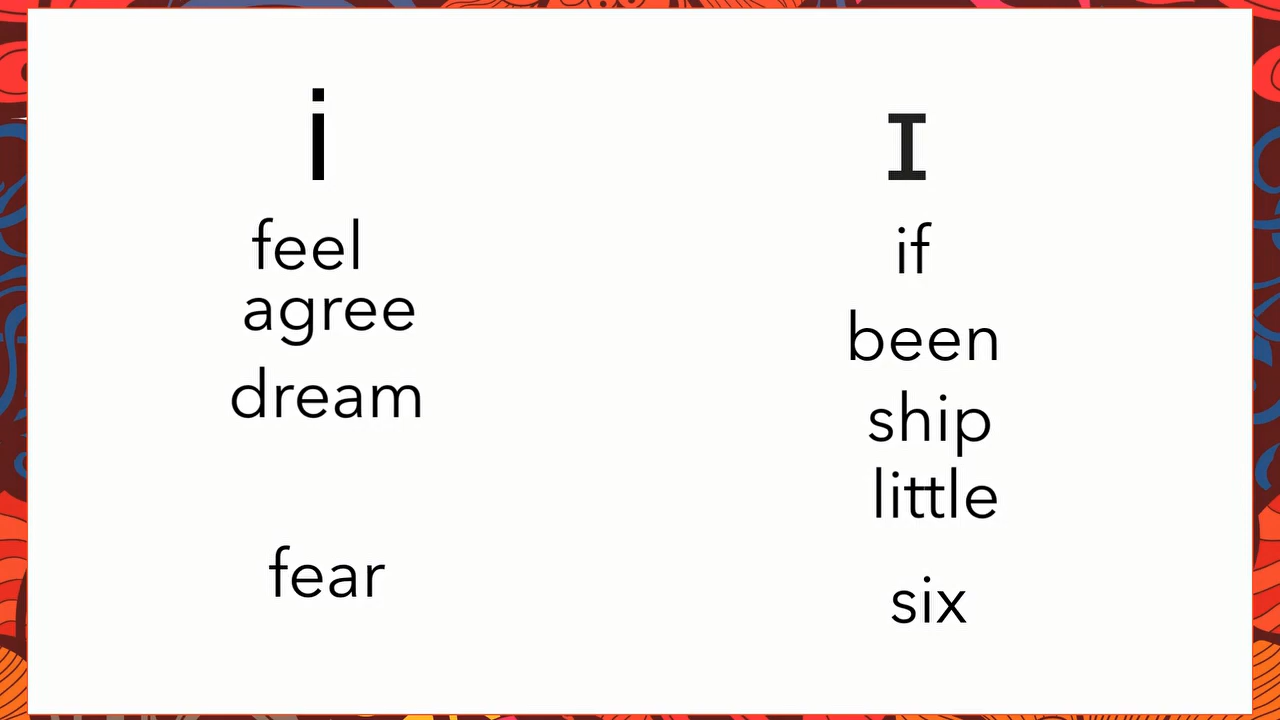 i
feel
agree
dream
fear
ɪ
if
been
ship
little
six